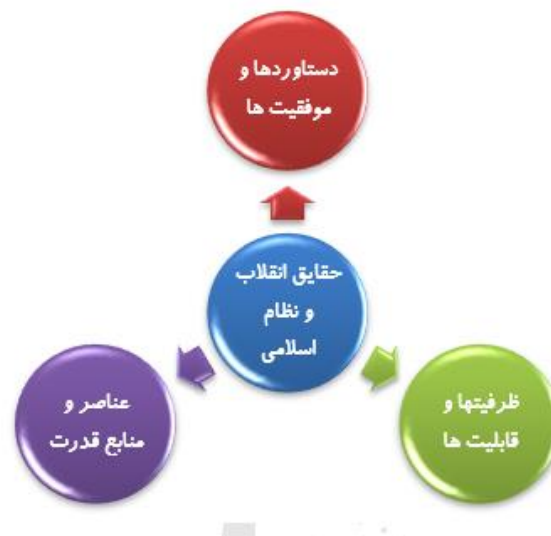 دستاوردها و
موفقیت ها
حقایق انقلاب
و نظام
اسلامی
ظرفیتها و
قابلیت ها
عناصر و
منابع قدرت